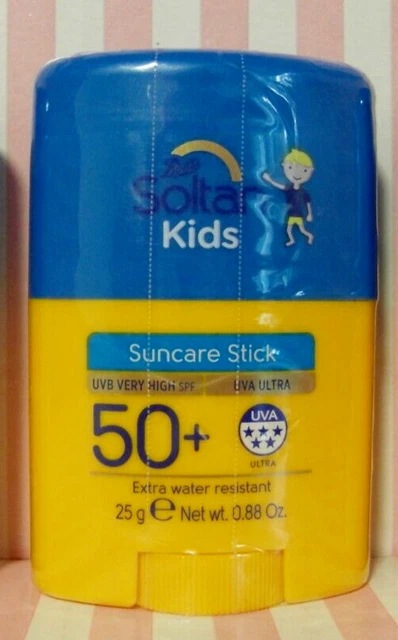 Boots
Soltan
Kids
Suncare Stick
UVB VERY HIGH SPF UVA ULTRA
50+
UVA
ULTRA
Extra water resistant
25 g e Net wt. 0.88 Oz.